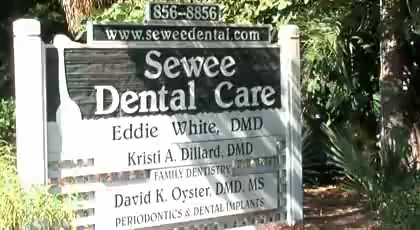 856-8856
www.seweedental.com
Sewee
Dental Care
Eddie White, DMD
Kristi A. Dillard, DMD
FAMILY DENTISTRY
David K. Oyster, DMD, MS
PERIODONTICS & DENTAL IMPLANTS